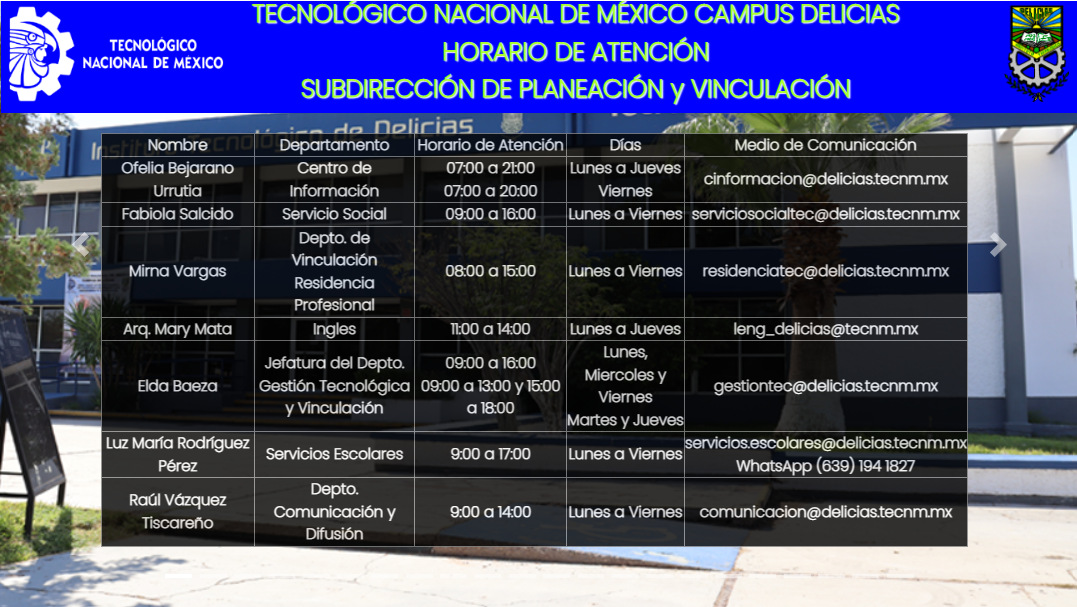 TECNOLÓGICO NACIONAL DE MÉXICO CAMPUS DELICIAS
HORARIO DE ATENCIÓN
SUBDIRECCIÓN DE PLANEACIÓN y VINCULACIÓN
TECNOLÓGICO
NACIONAL DE MÉXICO
DELICIAS
Tecnológico de Delicias
Nombre Departamento Horario de Atención Días Medio de Comunicación
Ofelia Bejarano Centro de 07:00 a 21:00 Lunes a Jueves
cinformacion@delicias.tecnm.mx
Urrutia Información 07:00 a 20:00 Viernes
Fabiola Salcido Servicio Social 09:00 a 16:00 Lunes a Viernes serviciosocialtec@delicias.tecnm.mx
Depto. de
Vinculación
Mirna Vargas 08:00 a 15:00 Lunes a Viernes residenciatec@delicias.tecnm.mx
Residencia
Profesional
Arq. Mary Mata Ingles 11:00 a 14:00 Lunes a Jueves leng_delicias@tecnm.mx
Lunes,
Jefatura del Depto. 09:00 a 16:00 Miercoles y
Elda Baeza Gestión Tecnológica 09:00 a 13:00 y 15:00 Viernes gestiontec@delicias.tecnm.mx
y Vinculación a 18:00 Martes y Jueves
Luz María Rodríguez servicios.escolares@delicias.tecnm.mx
Servicios Escolares 9:00 a 17:00 Lunes a Viernes
Pérez WhatsApp (639) 194 1827
Depto.
Raúl Vázquez
Comunicación y 9:00 a 14:00 Lunes a Viernes comunicacion@delicias.tecnm.mx
Tiscareño
Difusión